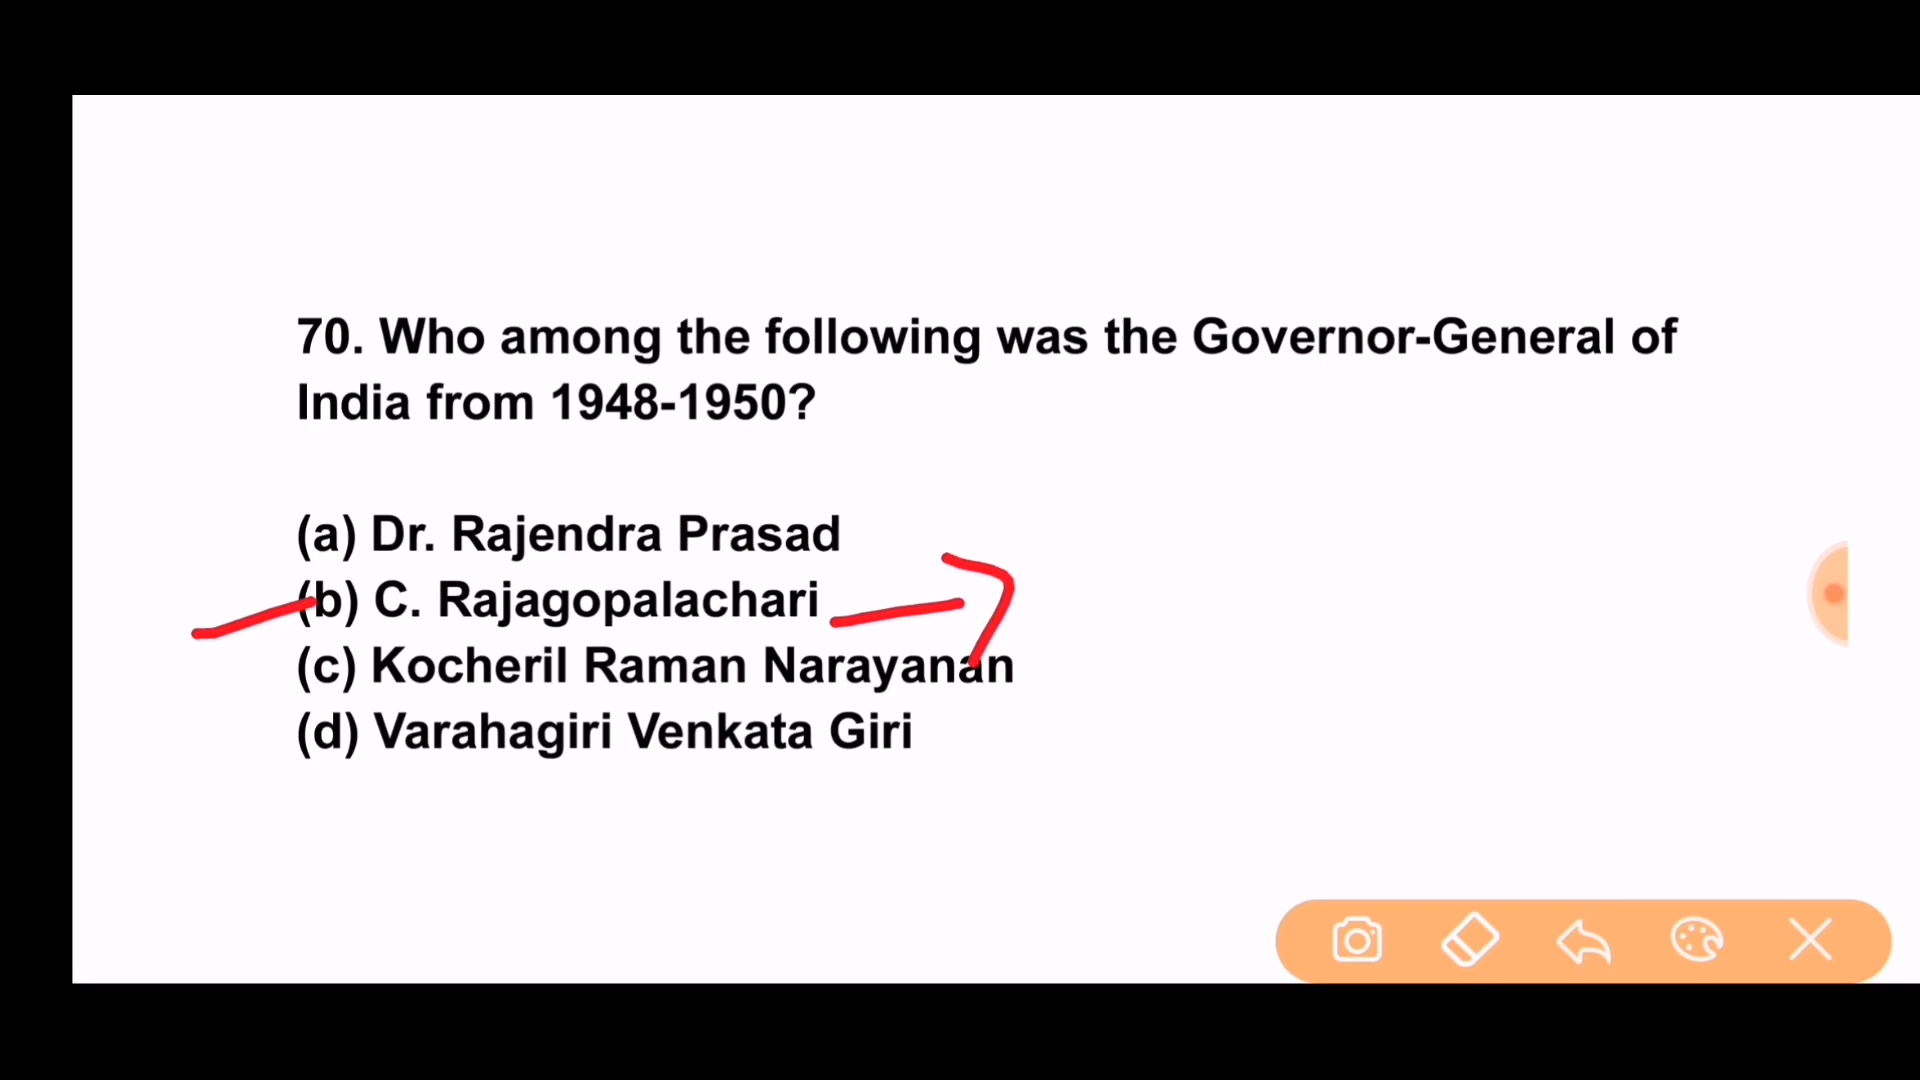 70. Who among the following was the Governor-General of
India from 1948-1950?
(a) Dr. Rajendra Prasad
(b) C. Rajagopalachari
(c) Kocheril Raman Narayanan
(d) Varahagiri Venkata Giri